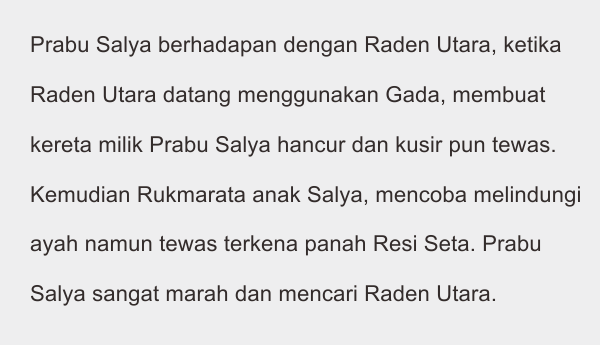 Prabu Salya berhadapan dengan Raden Utara, ketika
Raden Utara datang menggunakan Gada, membuat
kereta milik Prabu Salya hancur dan kusir pun tewas.
Kemudian Rukmarata anak Salya, mencoba melindungi
ayah namun tewas terkena panah Resi Seta. Prabu
Salya sangat marah dan mencari Raden Utara.